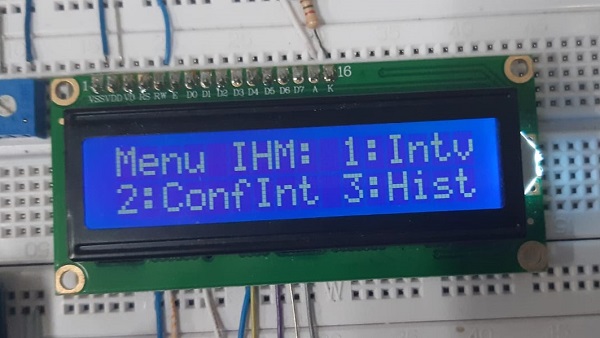 1 16
VSS VDD VO RS RW E D0 D1 D2 D3 D4 D5 D6 D7 A K
Menu IHM: 1:Intv
2:ConfInt 3:Hist